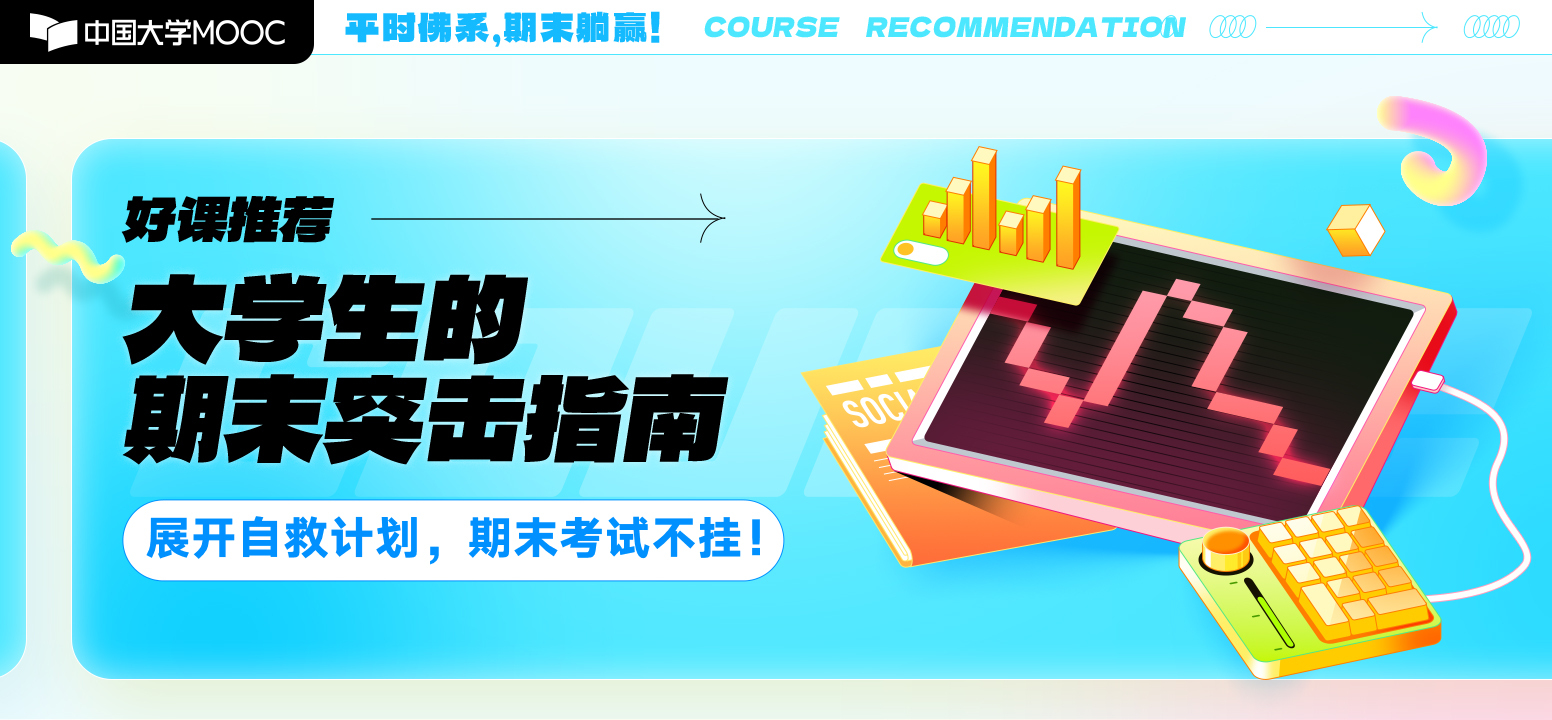 中国大学MOOC
平时佛系,期末躺赢!
COURSE RECOMMENDATION
好课推荐
大学生的
期末突击指南
展开自救计划，期末考试不挂！